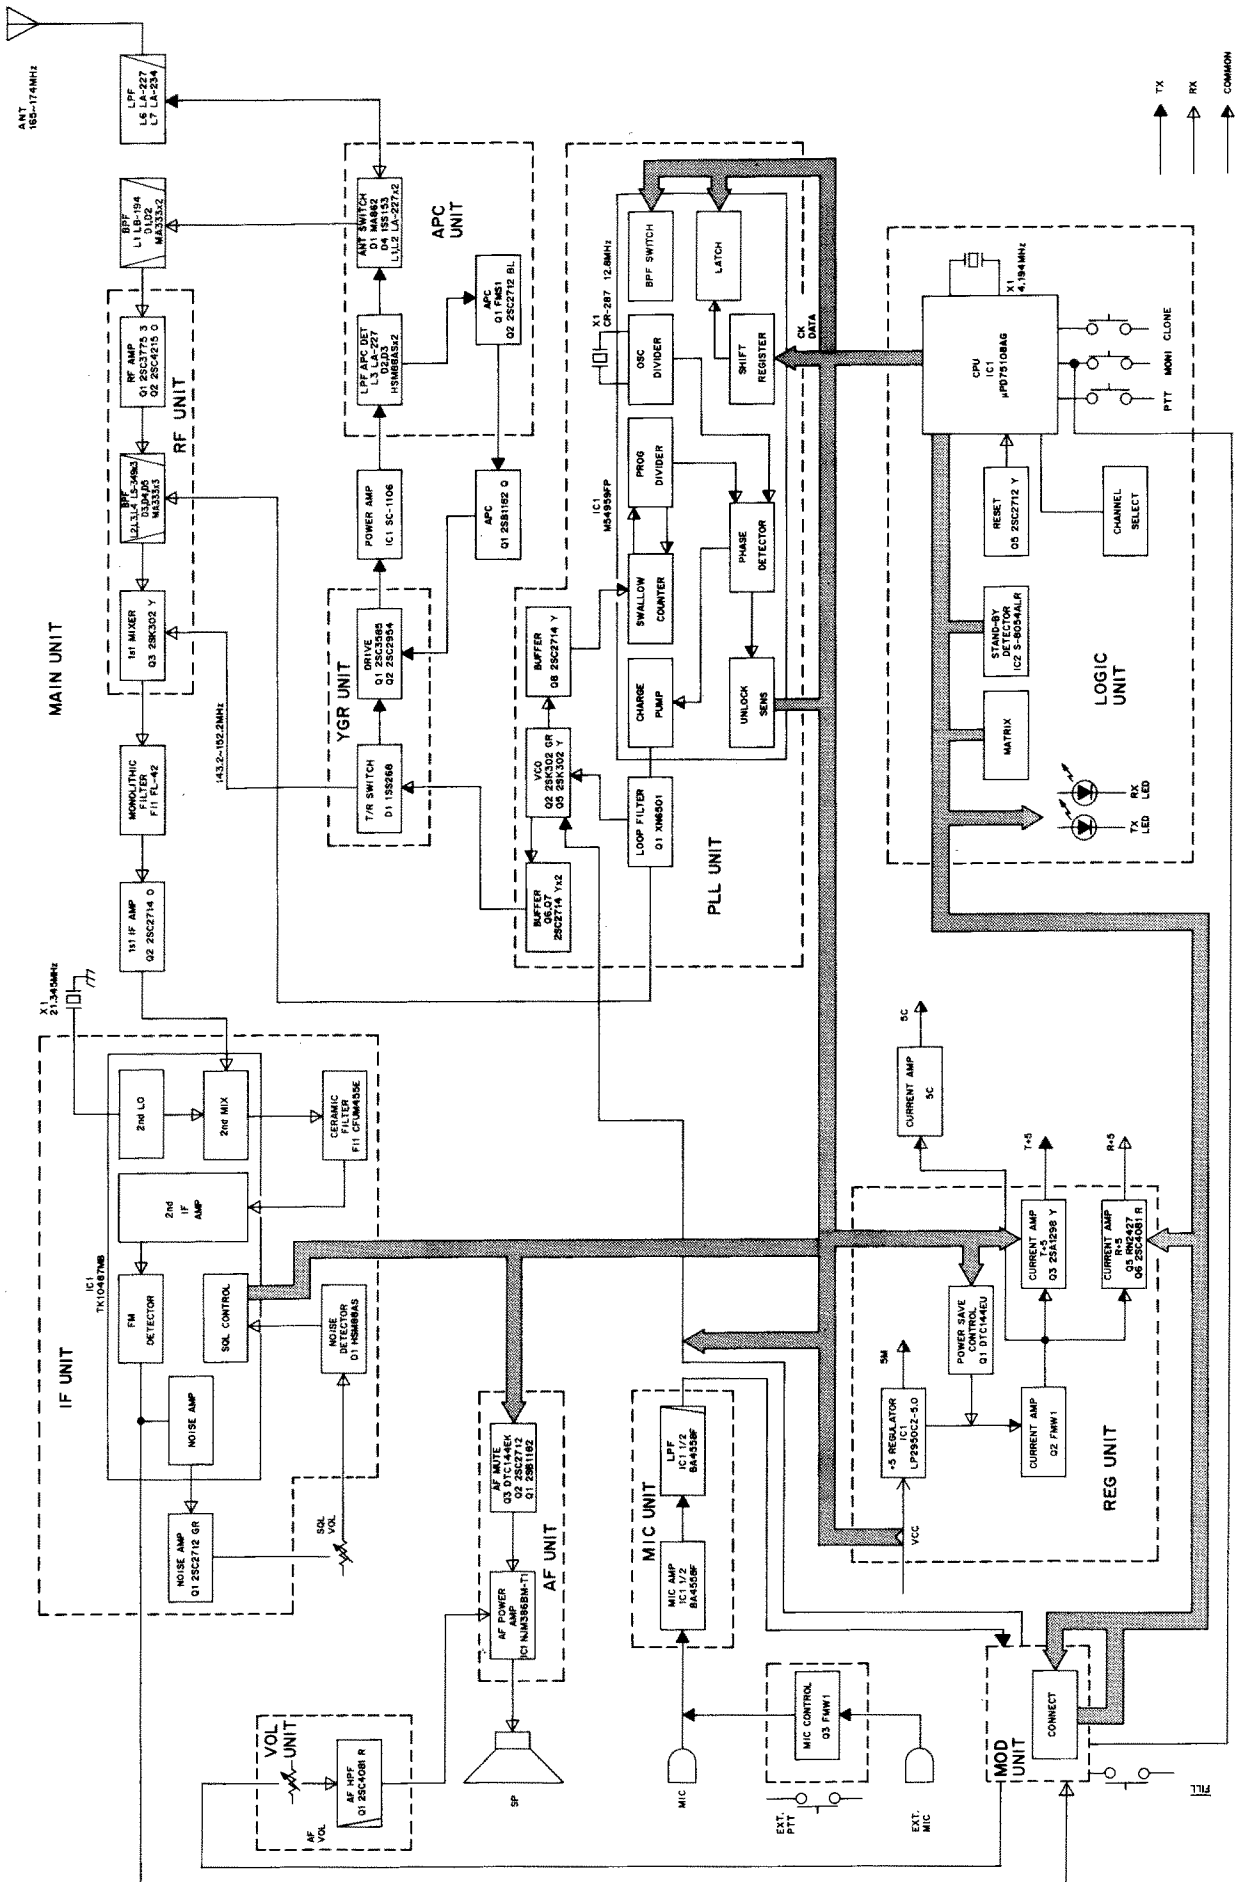 ANT
165~174MHz
LPF
L6 LA-227
L7 LA-234
BPF
L1 LB-194
D1,D2
MA333x2
MAIN UNIT
RF UNIT
RF AMP
Q1 2SC3775 3
Q2 2SC4215 O
BPF
L2,L3,L4 LS-349x3
D3,D4,D5
MA333x3
1st MIXER
Q3 2SK302 Y
MONOLITHIC
FILTER
FI1 FL-42
1st IF AMP
Q2 2SC2714 O
X1
21.345MHz
143.2~152.2MHz
APC
UNIT
ANT SWITCH
D1 MA862
D4 1SS153
L1,L2 LA-227x2
LPF APC DET
L3 LA-227
D2,D3
HSM88ASx2
APC
Q1 FMS1
Q2 2SC2712 BL
POWER AMP
IC1 SC-1106
APC
Q1 2SB1182 Q
YGR UNIT
DRIVE
Q1 2SC3585
Q2 2SC2954
T/R SWITCH
D1 1SS268
PLL UNIT
BUFFER
Q8 2SC2714 Y
VCO
Q2 2SK302 GR
Q5 2SK302 Y
BUFFER
Q6,Q7
2SC2714 Yx2
LOOP FILTER
Q1 XN6501
IC1
M54959FP
X1
CR-287 12.8MHz
BPF SWITCH
LATCH
OSC
DIVIDER
SHIFT
REGISTER
PROG
DIVIDER
SWALLOW
COUNTER
PHASE
DETECTOR
CHARGE
PUMP
UNLOCK
SENS
CK
DATA
LOGIC
UNIT
CPU
IC1
µPD75108AG
X1
4.194MHz
PTT
MONI
CLONE
RESET
Q5 2SC2712 Y
CHANNEL
SELECT
STAND-BY
DETECTOR
IC2 S-8054ALR
MATRIX
TX
LED
RX
LED
TX
RX
COMMON
IF UNIT
IC1
TK10487MB
2nd LO
2nd MIX
CERAMIC
FILTER
FI1 CFUM455E
2nd
IF
AMP
FM
DETECTOR
SQL CONTROL
NOISE
DETECTOR
D1 HSM88AS
NOISE AMP
NOISE AMP
Q1 2SC2712 GR
SQL
VOL
AF UNIT
AF MUTE
Q3 DTC144EK
Q2 2SC2712
Q1 2SB1182
AF POWER
AMP
IC1 NJM386BM-T1
VOL
UNIT
AF
VOL
AF HPF
Q1 2SC4081 R
SP
MIC UNIT
LPF
IC1 1/2
BA4558F
MIC AMP
IC1 1/2
BA4558F
MIC
MIC CONTROL
Q3 FMW1
EXT.
PTT
EXT.
MIC
REG UNIT
CURRENT AMP
5C
5C
CURRENT AMP
T+5
Q3 2SA1298 Y
T+5
CURRENT AMP
R+5
Q5 RN2427
Q6 2SC4081 R
R+5
POWER SAVE
CONTROL
Q1 DTC144EU
+5 REGULATOR
IC1
LP2950CZ-5.0
5M
CURRENT AMP
Q2 FMW1
VCC
MOD
UNIT
CONNECT
FILL